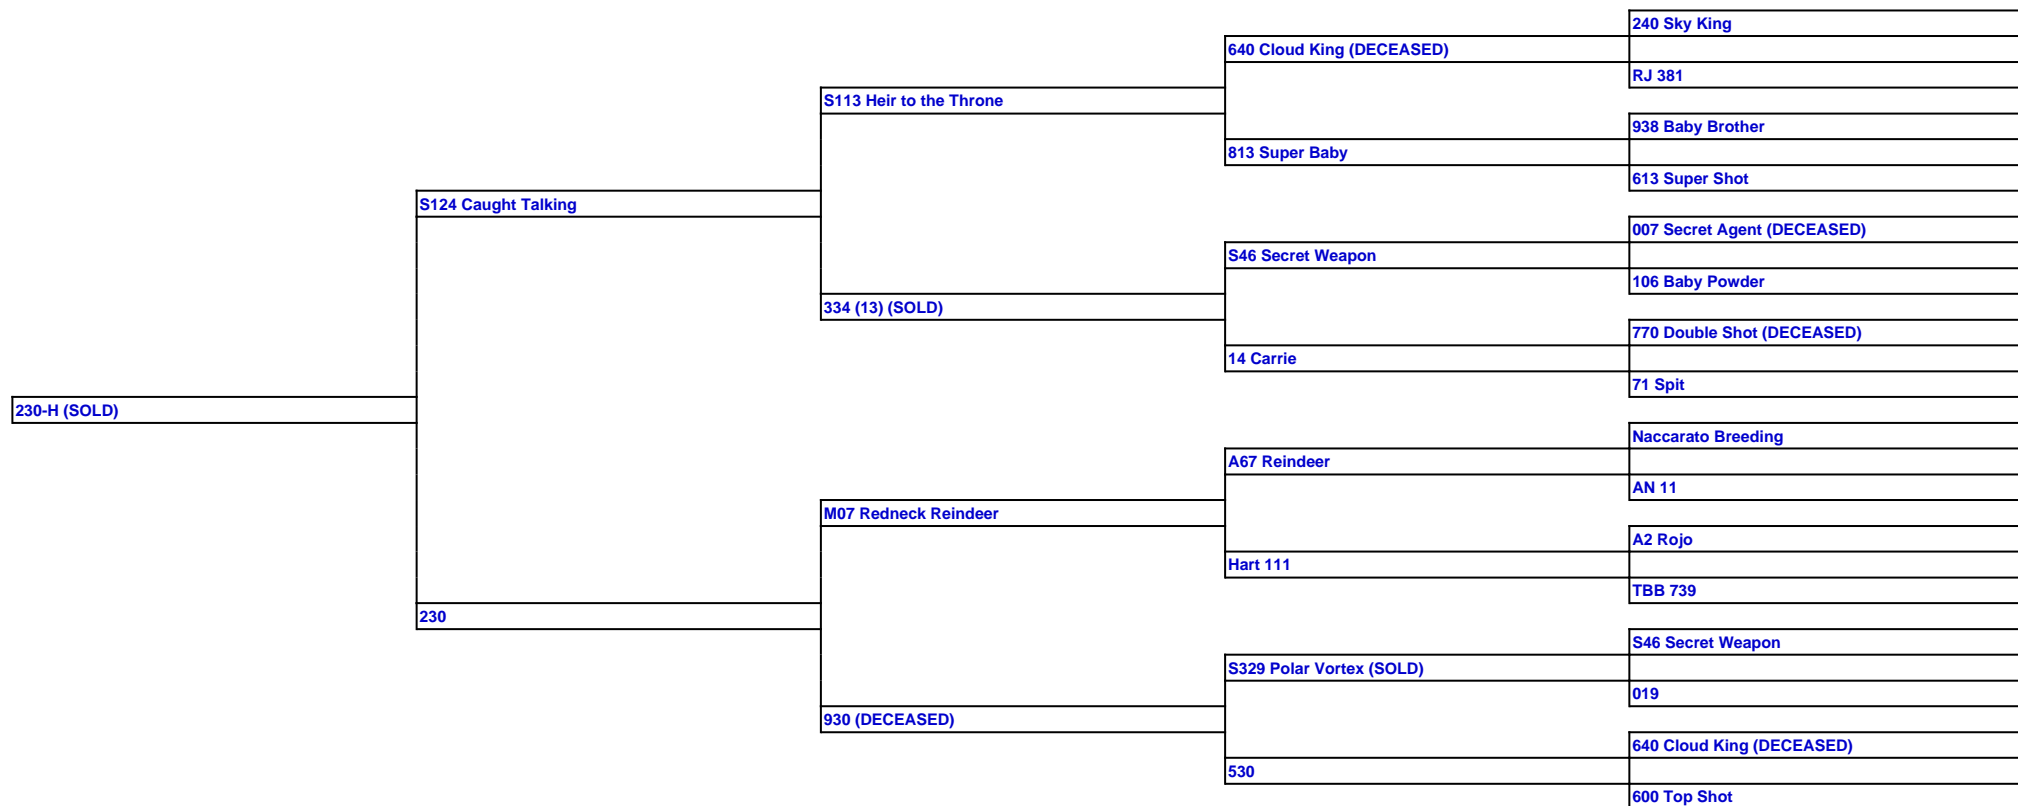 240 Sky King
640 Cloud King (DECEASED)
RJ 381
S113 Heir to the Throne
938 Baby Brother
813 Super Baby
613 Super Shot
S124 Caught Talking
007 Secret Agent (DECEASED)
S46 Secret Weapon
106 Baby Powder
334 (13) (SOLD)
770 Double Shot (DECEASED)
14 Carrie
71 Spit
230-H (SOLD)
Naccarato Breeding
A67 Reindeer
AN 11
M07 Redneck Reindeer
A2 Rojo
Hart 111
TBB 739
230
S46 Secret Weapon
S329 Polar Vortex (SOLD)
019
930 (DECEASED)
640 Cloud King (DECEASED)
530
600 Top Shot